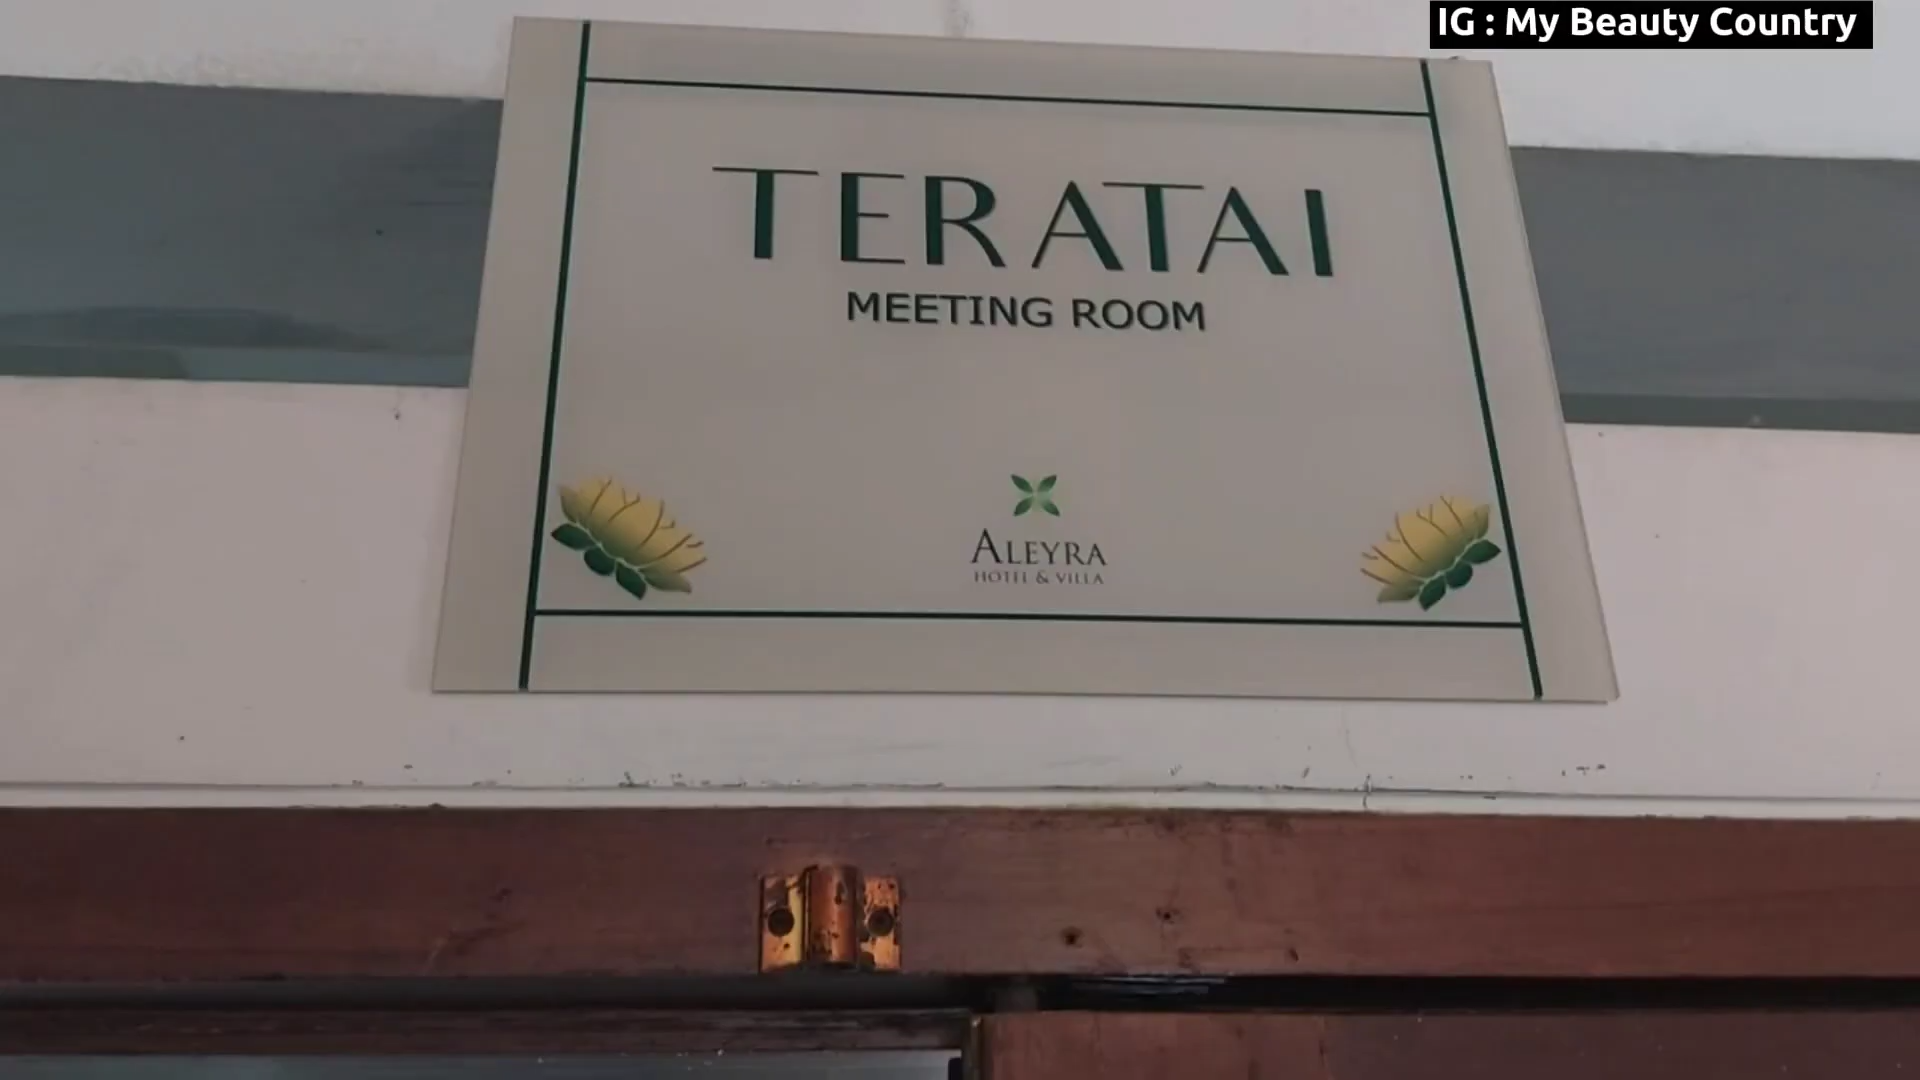 IG : My Beauty Country
TERATAI
MEETING ROOM
ALEYRA
HOTEL & VILLA